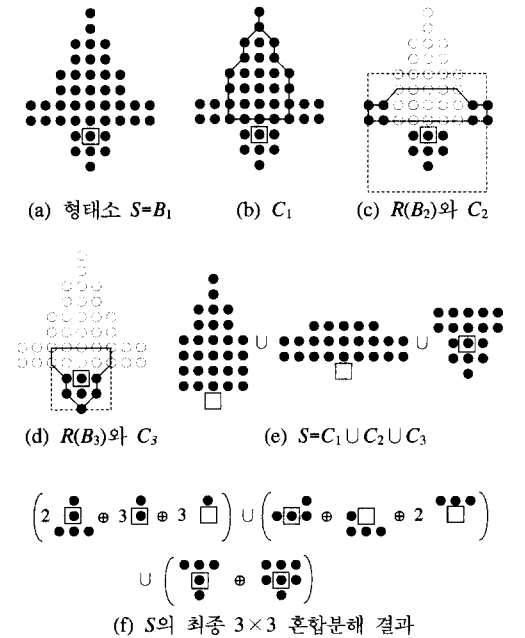 (a) 형태소 S=B₁ (b) C₁ (c) R(B₂)와 C₂
(d) R(B₃)와 C₃ (e) S=C₁∪C₂∪C₃
∪ ∪
( 2 ⊕ 3 ⊕ 3 ) ∪ ( ⊕ ⊕ 2 )
∪ ( ⊕ )
(f) S의 최종 3×3 혼합분해 결과